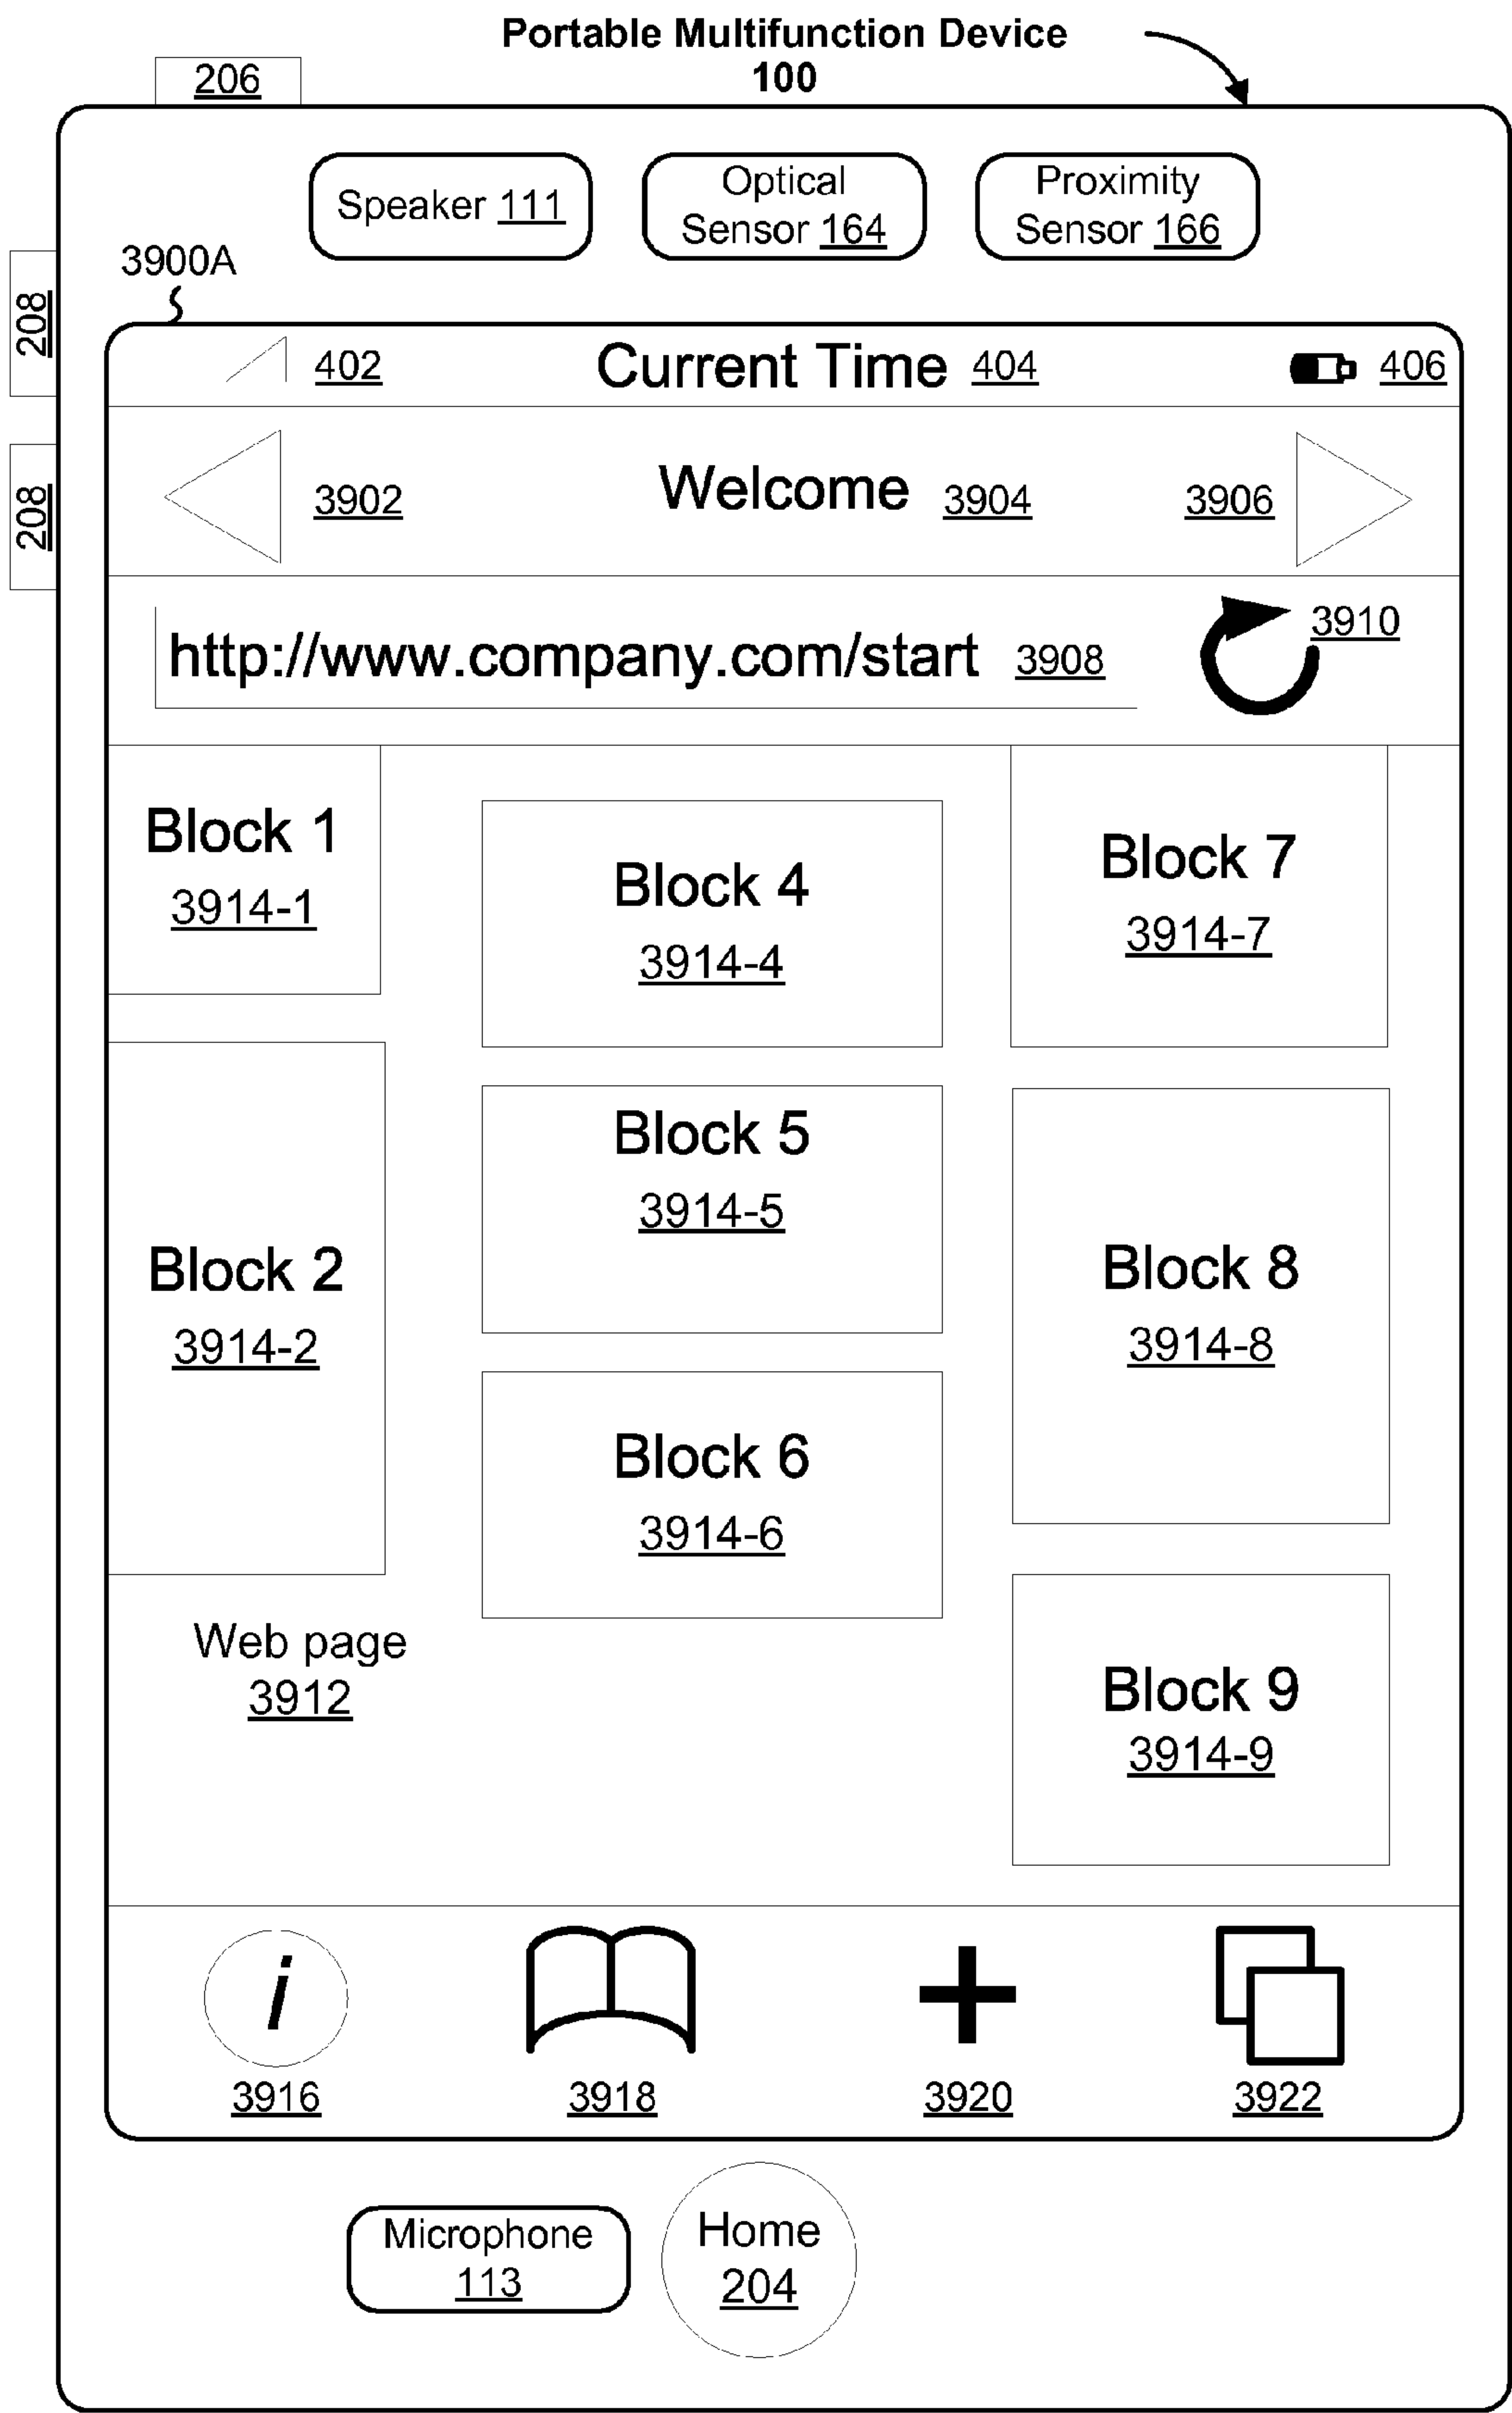 Portable Multifunction Device
100
206
Speaker 111
Optical
Sensor 164
Proximity
Sensor 166
3900A
208
208
402
Current Time 404
406
3902
Welcome 3904
3906
http://www.company.com/start 3908
3910
Block 1
3914-1
Block 4
3914-4
Block 7
3914-7
Block 2
3914-2
Block 5
3914-5
Block 8
3914-8
Block 6
3914-6
Web page
3912
Block 9
3914-9
i
3916
3918
3920
3922
Microphone
113
Home
204